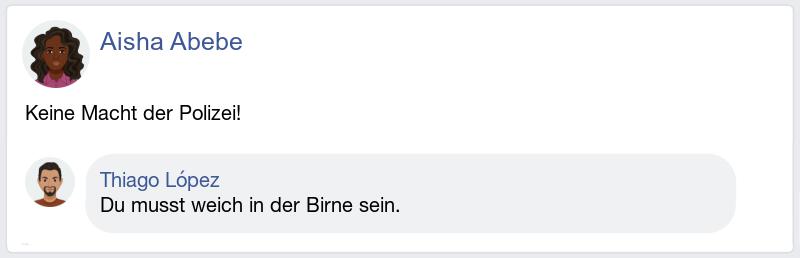 Aisha Abebe
Keine Macht der Polizei!
Thiago López
Du musst weich in der Birne sein.